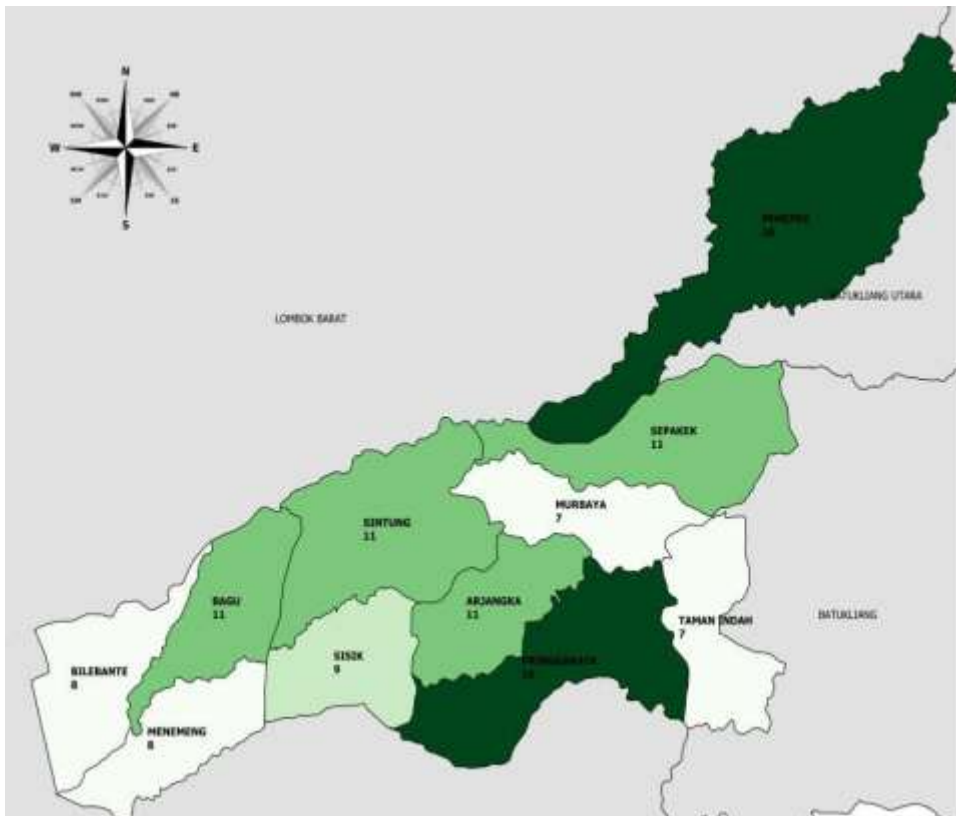 N
W
E
S
LOMBOK BARAT
SEPAKEK
11
MURBAYA
7
SINTUNG
11
BAGU
11
ARJANGKA
11
TAMAN INDAH
7
BATUKLIANG
SISIK
9
BILEBANTE
8
MENEMENG
8
BATUKLIANG UTARA